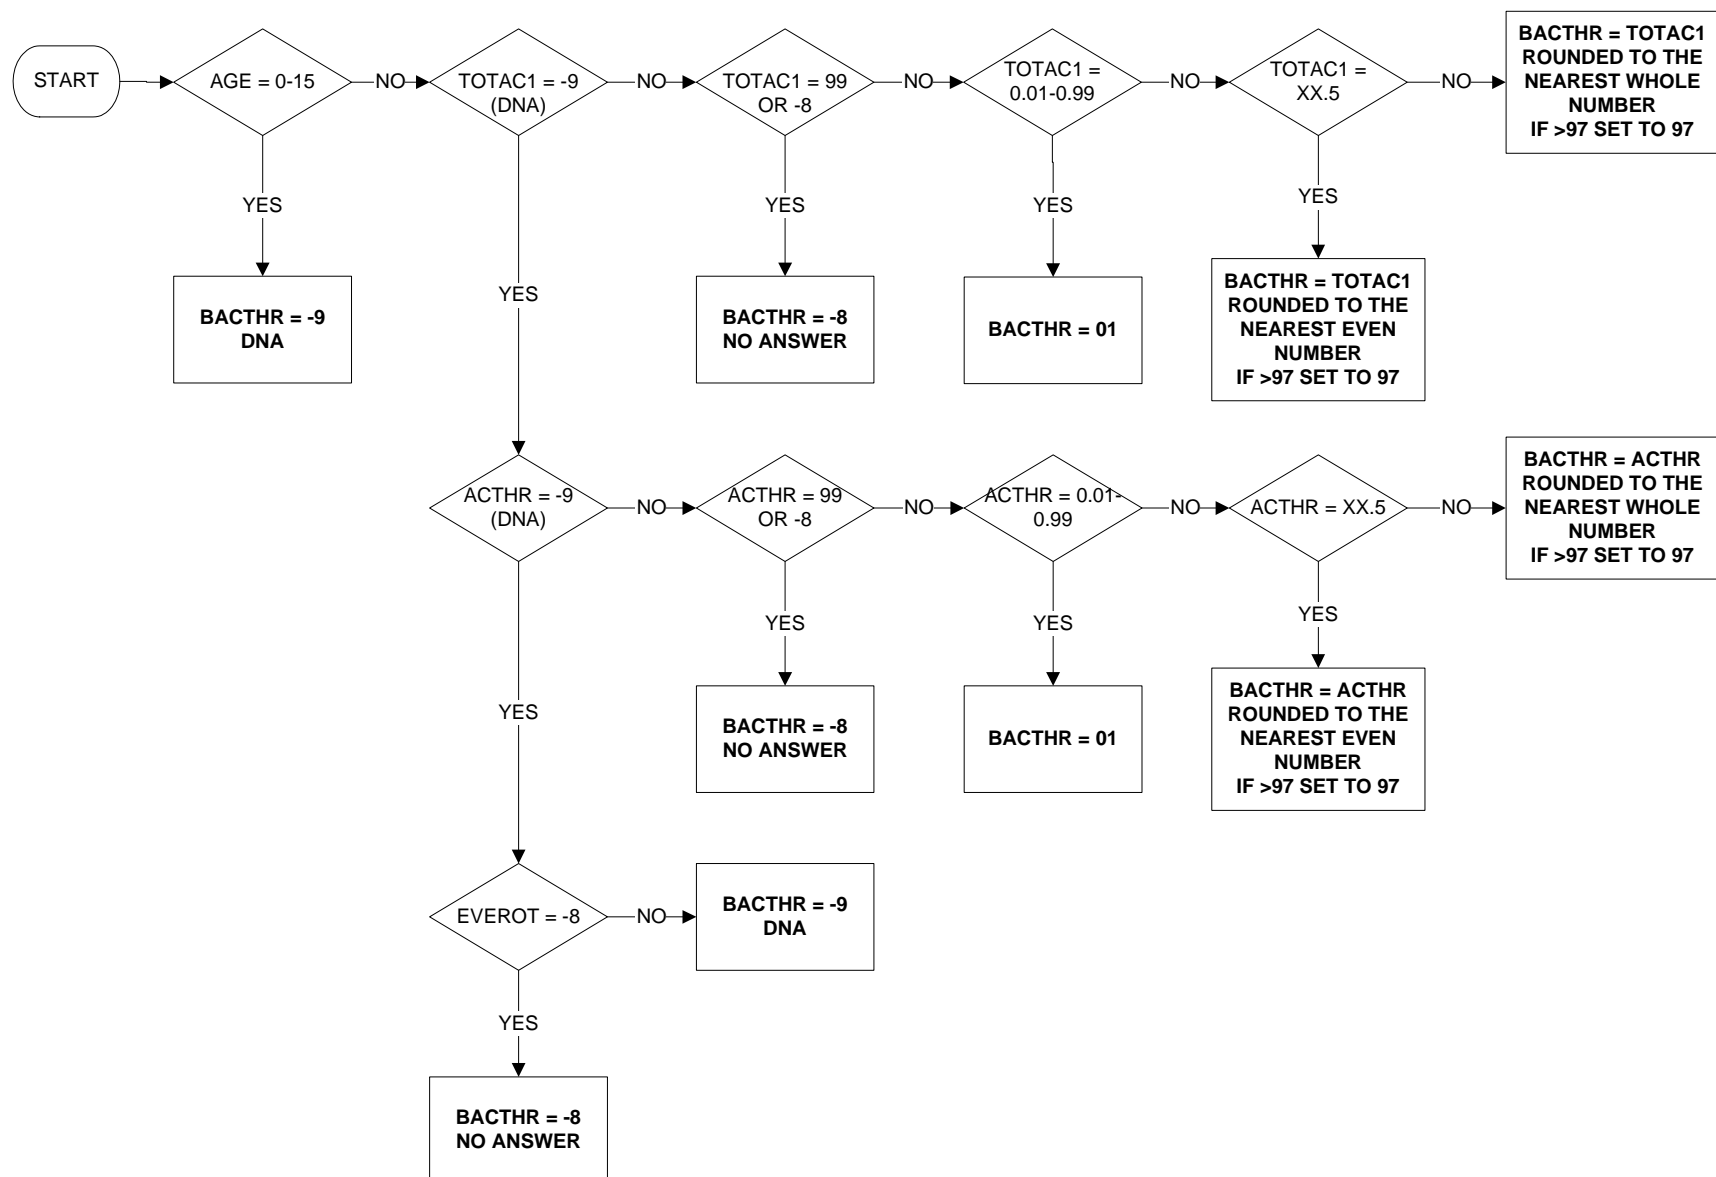 START
AGE = 0-15
NO
TOTAC1 = -9
(DNA)
NO
TOTAC1 = 99
OR -8
NO
TOTAC1 =
0.01-0.99
NO
TOTAC1 =
XX.5
NO
BACTHR = TOTAC1
ROUNDED TO THE
NEAREST WHOLE
NUMBER
IF >97 SET TO 97
YES
YES
YES
YES
YES
BACTHR = -9
DNA
BACTHR = -8
NO ANSWER
BACTHR = 01
BACTHR = TOTAC1
ROUNDED TO THE
NEAREST EVEN
NUMBER
IF >97 SET TO 97
ACTHR = -9
(DNA)
NO
ACTHR = 99
OR -8
NO
ACTHR = 0.01-
0.99
NO
ACTHR = XX.5
NO
BACTHR = ACTHR
ROUNDED TO THE
NEAREST WHOLE
NUMBER
IF >97 SET TO 97
YES
YES
YES
YES
BACTHR = -8
NO ANSWER
BACTHR = 01
BACTHR = ACTHR
ROUNDED TO THE
NEAREST EVEN
NUMBER
IF >97 SET TO 97
EVEROT = -8
NO
BACTHR = -9
DNA
YES
BACTHR = -8
NO ANSWER